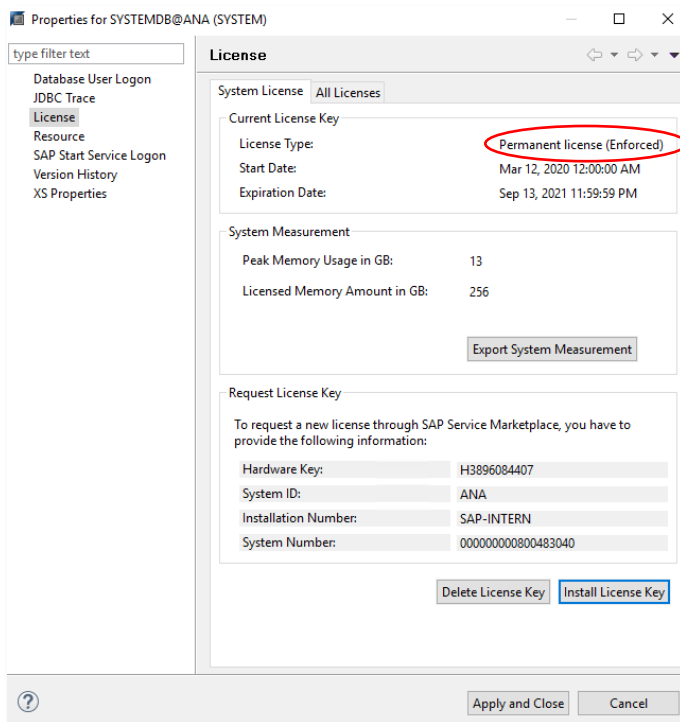 Properties for SYSTEMDB@ANA (SYSTEM)
type filter text
Database User Logon
JDBC Trace
License
Resource
SAP Start Service Logon
Version History
XS Properties
License
System License All Licenses
Current License Key
License Type: Permanent license (Enforced)
Start Date: Mar 12, 2020 12:00:00 AM
Expiration Date: Sep 13, 2021 11:59:59 PM
System Measurement
Peak Memory Usage in GB: 13
Licensed Memory Amount in GB: 256
Export System Measurement
Request License Key
To request a new license through SAP Service Marketplace, you have to
provide the following information:
Hardware Key: H3896084407
System ID: ANA
Installation Number: SAP-INTERN
System Number: 000000000800483040
Delete License Key Install License Key
? Apply and Close Cancel